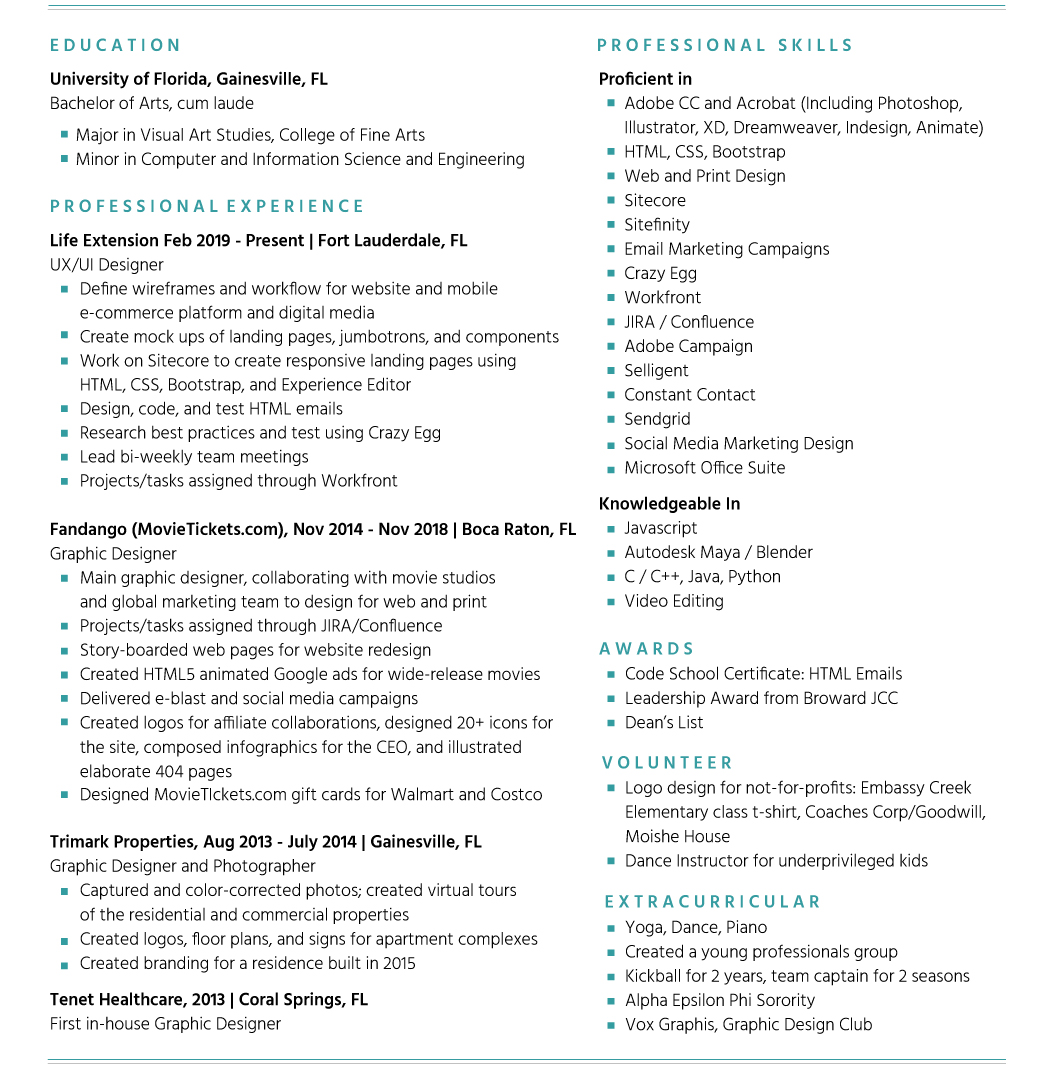 EDUCATION
University of Florida, Gainesville, FL
Bachelor of Arts, cum laude
Major in Visual Art Studies, College of Fine Arts
Minor in Computer and Information Science and Engineering
PROFESSIONAL EXPERIENCE
Life Extension Feb 2019 - Present | Fort Lauderdale, FL
UX/UI Designer
Define wireframes and workflow for website and mobile
e-commerce platform and digital media
Create mock ups of landing pages, jumbotrons, and components
Work on Sitecore to create responsive landing pages using
HTML, CSS, Bootstrap, and Experience Editor
Design, code, and test HTML emails
Research best practices and test using Crazy Egg
Lead bi-weekly team meetings
Projects/tasks assigned through Workfront
Fandango (MovieTickets.com), Nov 2014 - Nov 2018 | Boca Raton, FL
Graphic Designer
Main graphic designer, collaborating with movie studios
and global marketing team to design for web and print
Projects/tasks assigned through JIRA/Confluence
Story-boarded web pages for website redesign
Created HTML5 animated Google ads for wide-release movies
Delivered e-blast and social media campaigns
Created logos for affiliate collaborations, designed 20+ icons for
the site, composed infographics for the CEO, and illustrated
elaborate 404 pages
Designed MovieTIckets.com gift cards for Walmart and Costco
Trimark Properties, Aug 2013 - July 2014 | Gainesville, FL
Graphic Designer and Photographer
Captured and color-corrected photos; created virtual tours
of the residential and commercial properties
Created logos, floor plans, and signs for apartment complexes
Created branding for a residence built in 2015
Tenet Healthcare, 2013 | Coral Springs, FL
First in-house Graphic Designer
PROFESSIONAL SKILLS
Proficient in
Adobe CC and Acrobat (Including Photoshop,
Illustrator, XD, Dreamweaver, Indesign, Animate)
HTML, CSS, Bootstrap
Web and Print Design
Sitecore
Sitefinity
Email Marketing Campaigns
Crazy Egg
Workfront
JIRA / Confluence
Adobe Campaign
Selligent
Constant Contact
Sendgrid
Social Media Marketing Design
Microsoft Office Suite
Knowledgeable In
Javascript
Autodesk Maya / Blender
C / C++, Java, Python
Video Editing
AWARDS
Code School Certificate: HTML Emails
Leadership Award from Broward JCC
Dean's List
VOLUNTEER
Logo design for not-for-profits: Embassy Creek
Elementary class t-shirt, Coaches Corp/Goodwill,
Moishe House
Dance Instructor for underprivileged kids
EXTRACURRICULAR
Yoga, Dance, Piano
Created a young professionals group
Kickball for 2 years, team captain for 2 seasons
Alpha Epsilon Phi Sorority
Vox Graphis, Graphic Design Club